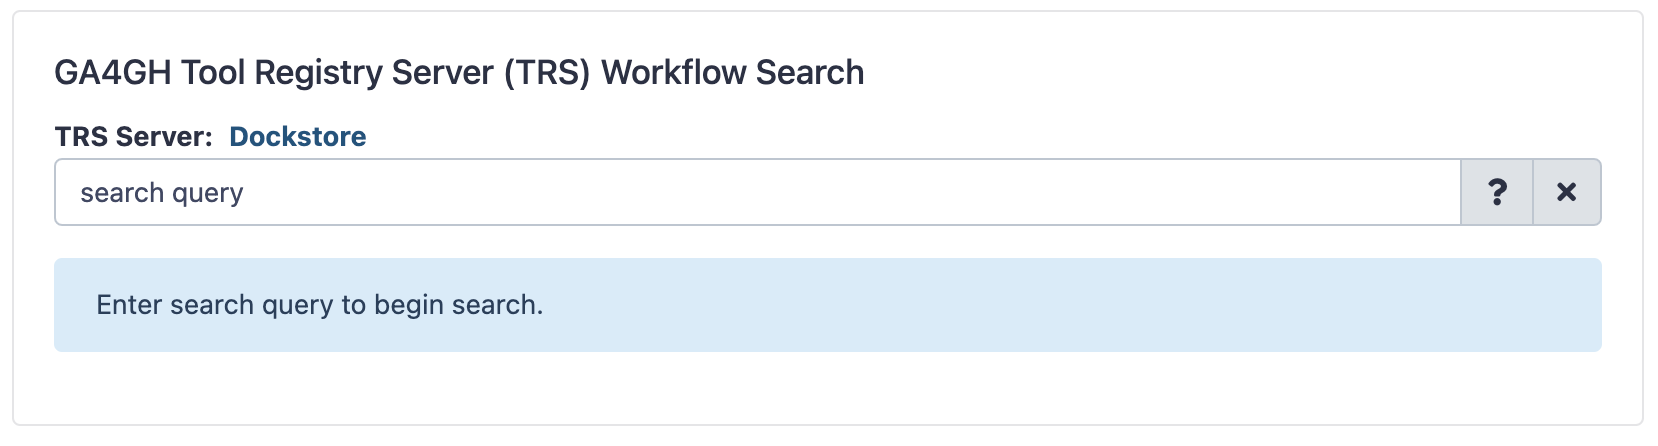 GA4GH Tool Registry Server (TRS) Workflow Search
TRS Server: Dockstore
search query
?
Enter search query to begin search.